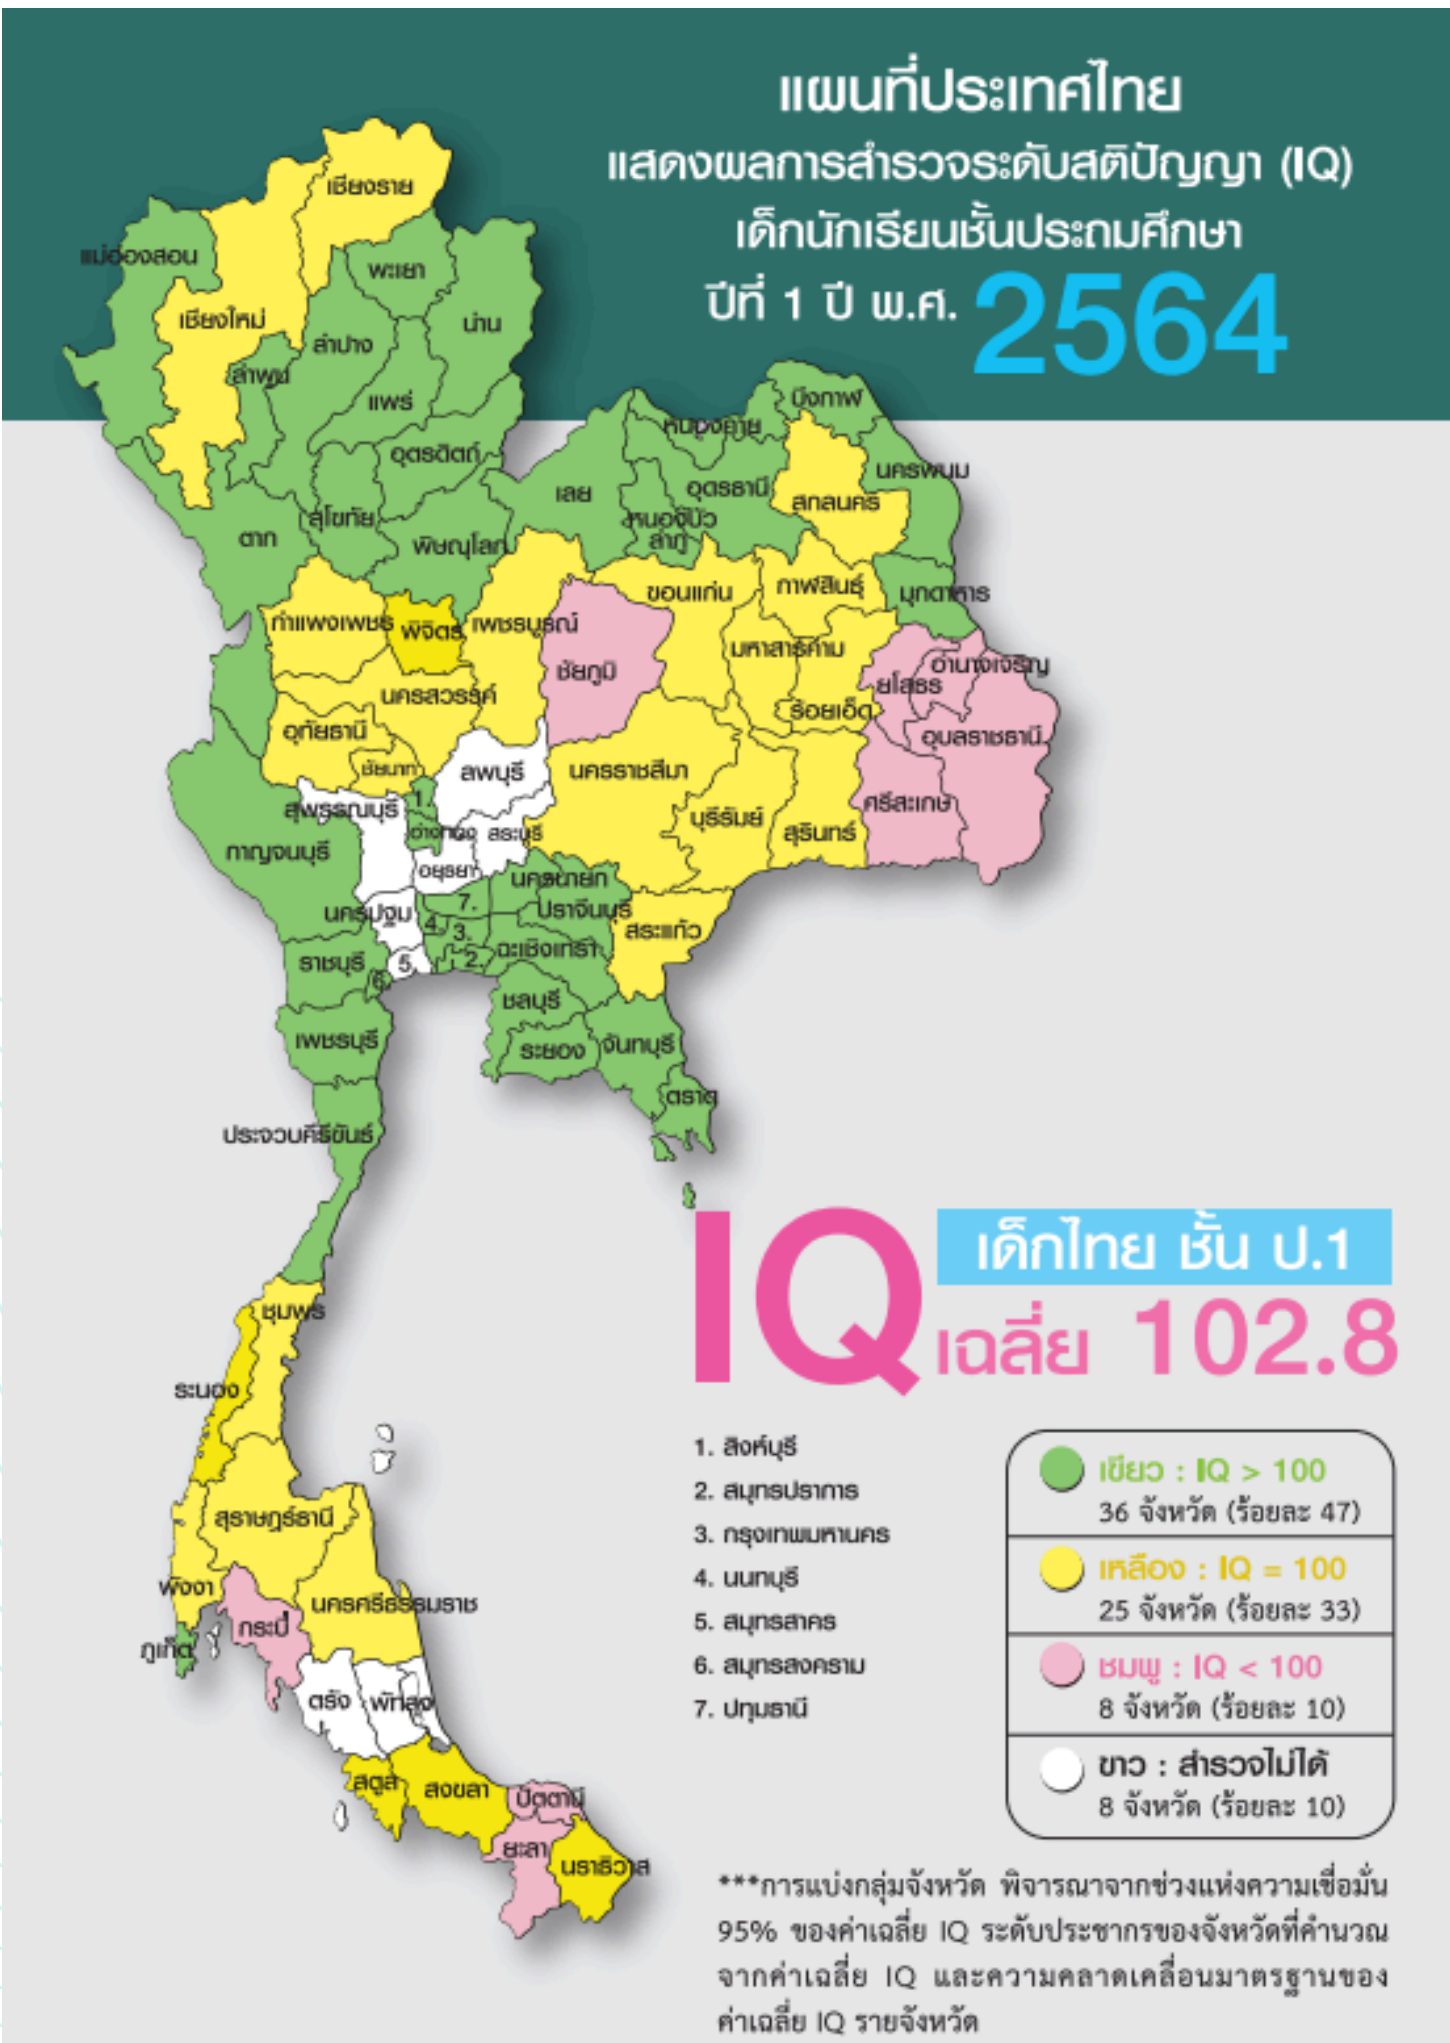 แผนที่ประเทศไทย
แสดงผลการสำรวจระดับสติปัญญา (IQ)
เด็กนักเรียนชั้นประถมศึกษา
ปีที่ 1 ปี พ.ศ. 2564
เชียงราย
แม่ฮ่องสอน
พะเยา
เชียงใหม่
น่าน
ลำปาง
ลำพูน
แพร่
บึงกาฬ
หนองคาย
อุตรดิตถ์
นครพนม
เลย
อุดรธานี
สกลนคร
สุโขทัย
หนองบัว
ลำภู
ตาก
พิษณุโลก
ขอนแก่น
กาฬสินธุ์
มุกดาหาร
กำแพงเพชร
พิจิตร
เพชรบูรณ์
มหาสารคาม
ชัยภูมิ
อำนาจเจริญ
ยโสธร
นครสวรรค์
ร้อยเอ็ด
อุทัยธานี
อุบลราชธานี
ชัยนาท
ลพบุรี
นครราชสีมา
สุพรรณบุรี
1.
ศรีสะเกษ
บุรีรัมย์
สุรินทร์
อ่างทอง
สระบุรี
กาญจนบุรี
อยุธยา
นครนายก
7.
ปราจีนบุรี
นครปฐม
4.
3.
สระแก้ว
ราชบุรี
5.
2.
ฉะเชิงเทรา
6.
ชลบุรี
เพชรบุรี
ระยอง
จันทบุรี
ตราด
ประจวบคีรีขันธ์
IQ เด็กไทย ชั้น ป.1
เฉลี่ย 102.8
ชุมพร
ระนอง
สุราษฎร์ธานี
พังงา
นครศรีธรรมราช
กระบี่
ภูเก็ต
ตรัง
พัทลุง
สตูล
สงขลา
ปัตตานี
ยะลา
นราธิวาส
1. สิงห์บุรี
2. สมุทรปราการ
3. กรุงเทพมหานคร
4. นนทบุรี
5. สมุทรสาคร
6. สมุทรสงคราม
7. ปทุมธานี
เขียว : IQ > 100
36 จังหวัด (ร้อยละ 47)
เหลือง : IQ = 100
25 จังหวัด (ร้อยละ 33)
ชมพู : IQ < 100
8 จังหวัด (ร้อยละ 10)
ขาว : สำรวจไม่ได้
8 จังหวัด (ร้อยละ 10)
***การแบ่งกลุ่มจังหวัด พิจารณาจากช่วงแห่งความเชื่อมั่น
95% ของค่าเฉลี่ย IQ ระดับประชากรของจังหวัดที่คำนวณ
จากค่าเฉลี่ย IQ และความคลาดเคลื่อนมาตรฐานของ
ค่าเฉลี่ย IQ รายจังหวัด